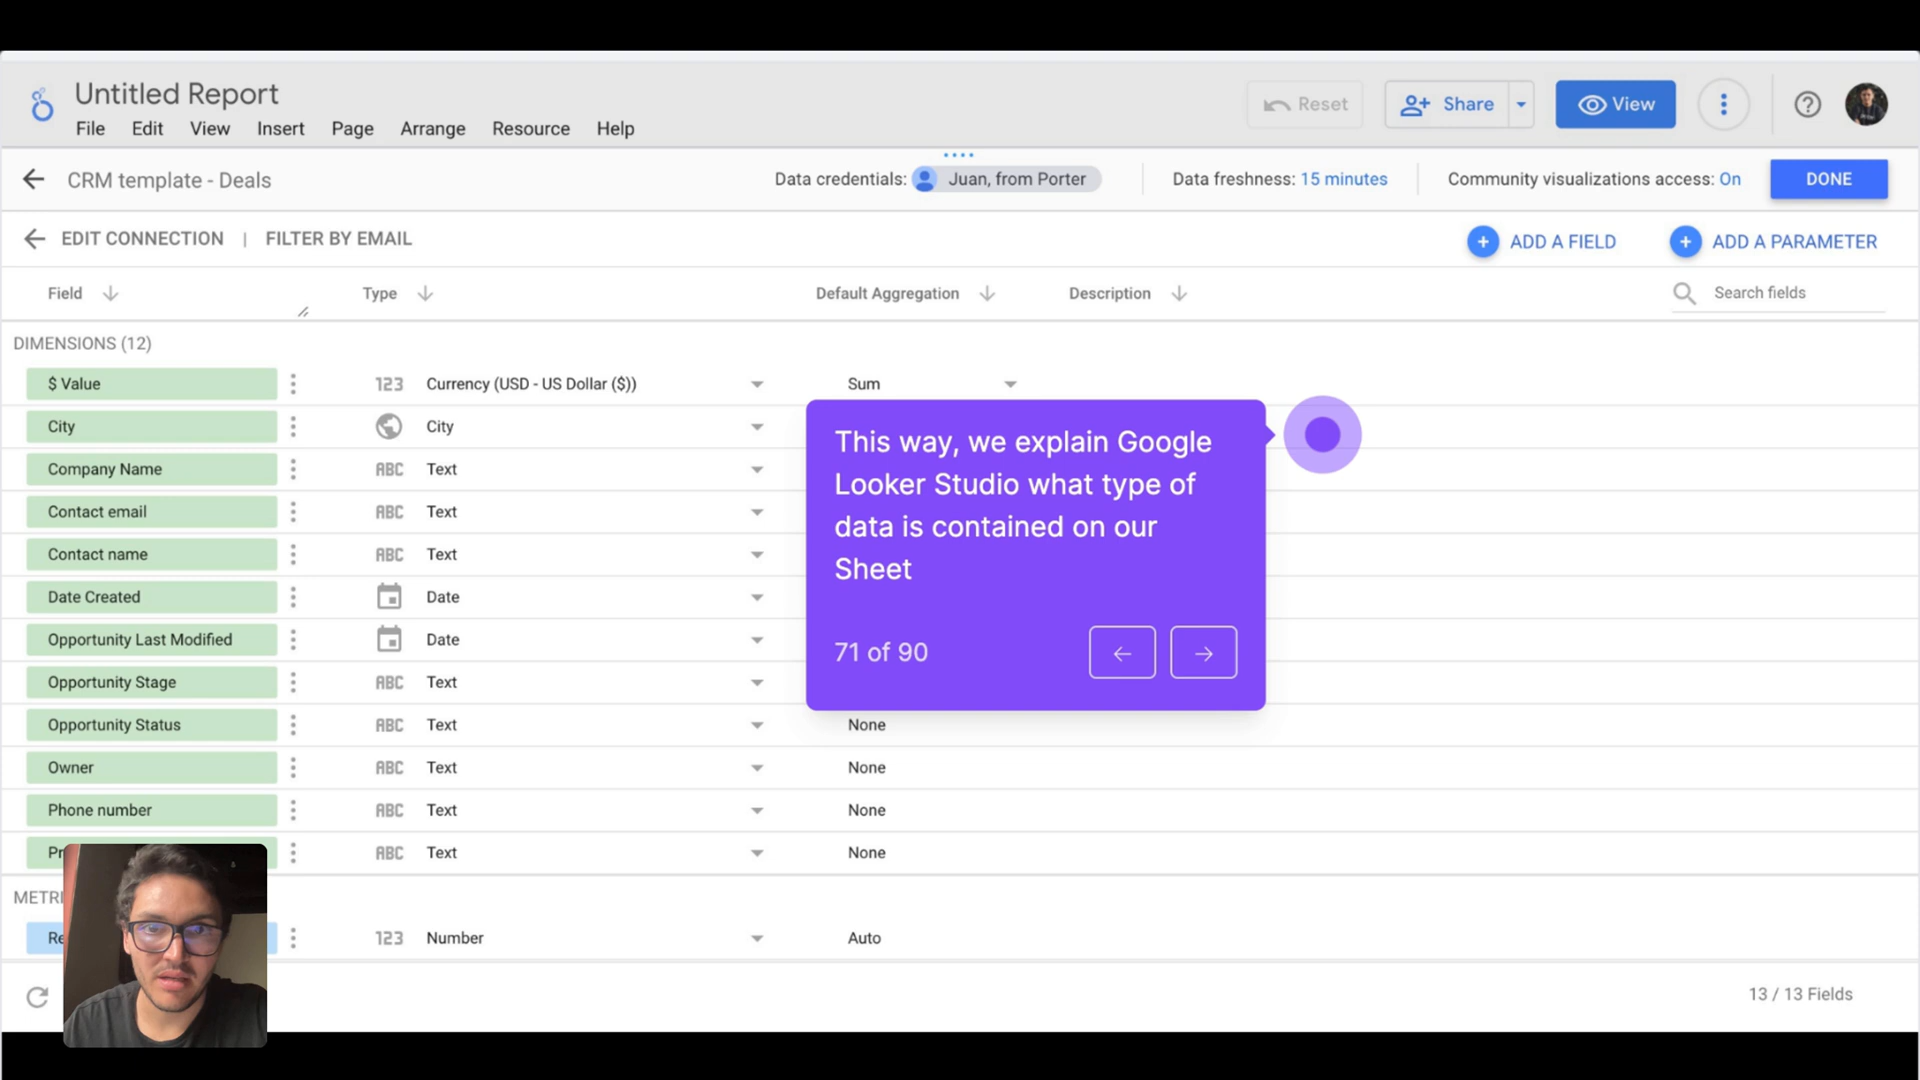 Untitled Report
File Edit View Insert Page Arrange Resource Help
Reset
Share
View
CRM template - Deals
Data credentials: Juan, from Porter
Data freshness: 15 minutes
Community visualizations access: On
DONE
EDIT CONNECTION | FILTER BY EMAIL
ADD A FIELD
ADD A PARAMETER
Field Type Default Aggregation Description
Search fields
DIMENSIONS (12)
$ Value 123 Currency (USD - US Dollar ($)) Sum
City City
Company Name ABC Text
Contact email ABC Text
Contact name ABC Text
Date Created Date
Opportunity Last Modified Date
Opportunity Stage ABC Text
This way, we explain Google
Looker Studio what type of
data is contained on our
Sheet
71 of 90
Opportunity Status ABC Text None
Owner ABC Text None
Phone number ABC Text None
ABC Text None
123 Number Auto
13 / 13 Fields